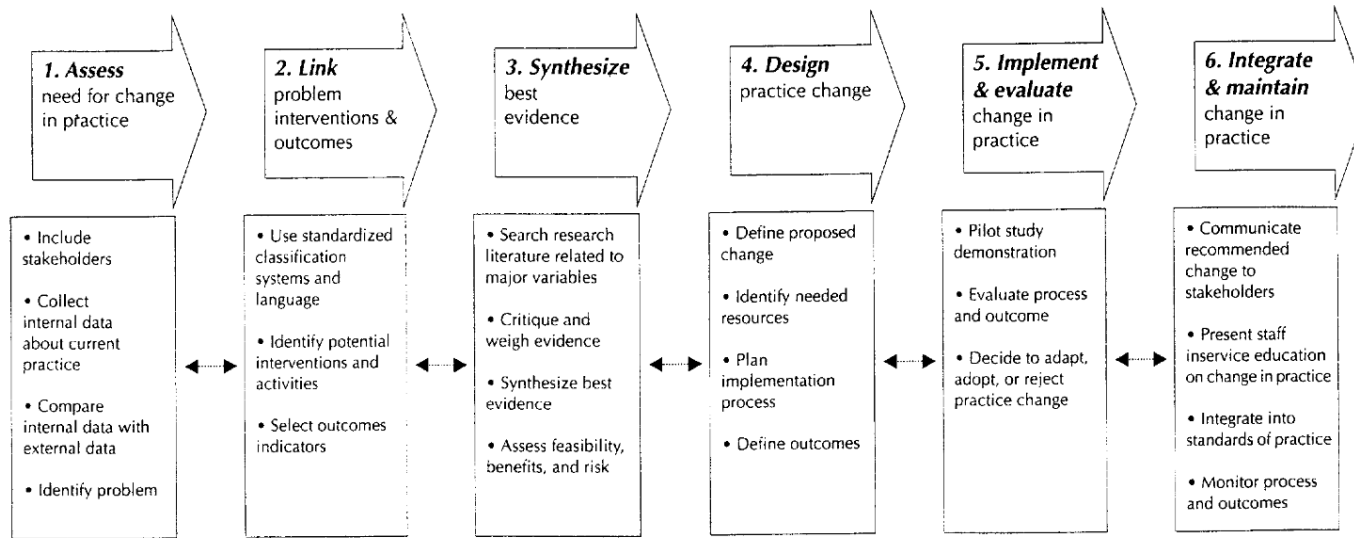 1. Assess
need for change
in practice
2. Link
problem
interventions &
outcomes
3. Synthesize
best
evidence
4. Design
practice change
5. Implement
& evaluate
change in
practice
6. Integrate
& maintain
change in
practice
• Include
stakeholders
• Collect
internal data
about current
practice
• Compare
internal data with
external data
• Identify problem
• Use standardized
classification
systems and
language
• Identify potential
interventions and
activities
• Select outcomes
indicators
• Search research
literature related to
major variables
• Critique and
weigh evidence
• Synthesize best
evidence
• Assess feasibility,
benefits, and risk
• Define proposed
change
• Identify needed
resources
• Plan
implementation
process
• Define outcomes
• Pilot study
demonstration
• Evaluate process
and outcome
• Decide to adapt,
adopt, or reject
practice change
• Communicate
recommended
change to
stakeholders
• Present staff
inservice education
on change in practice
• Integrate into
standards of practice
• Monitor process
and outcomes